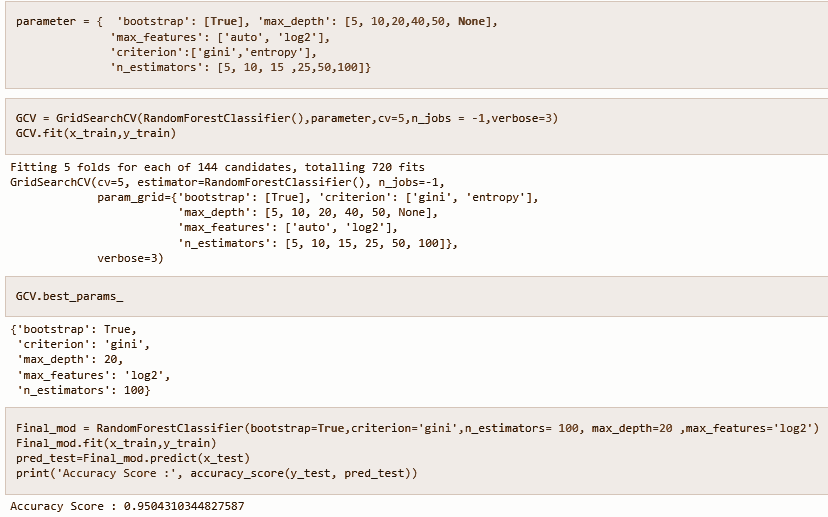 parameter = {  'bootstrap': [True], 'max_depth': [5, 10,20,40,50, None],
              'max_features': ['auto', 'log2'],
              'criterion':['gini','entropy'],
              'n_estimators': [5, 10, 15 ,25,50,100]}
GCV = GridSearchCV(RandomForestClassifier(),parameter,cv=5,n_jobs = -1,verbose=3)
GCV.fit(x_train,y_train)
Fitting 5 folds for each of 144 candidates, totalling 720 fits
GridSearchCV(cv=5, estimator=RandomForestClassifier(), n_jobs=-1,
             param_grid={'bootstrap': [True], 'criterion': ['gini', 'entropy'],
                         'max_depth': [5, 10, 20, 40, 50, None],
                         'max_features': ['auto', 'log2'],
                         'n_estimators': [5, 10, 15, 25, 50, 100]},
             verbose=3)
GCV.best_params_
{'bootstrap': True,
 'criterion': 'gini',
 'max_depth': 20,
 'max_features': 'log2',
 'n_estimators': 100}
Final_mod = RandomForestClassifier(bootstrap=True,criterion='gini',n_estimators= 100, max_depth=20 ,max_features='log2')
Final_mod.fit(x_train,y_train)
pred_test=Final_mod.predict(x_test)
print('Accuracy Score :', accuracy_score(y_test, pred_test))
Accuracy Score : 0.9504310344827587